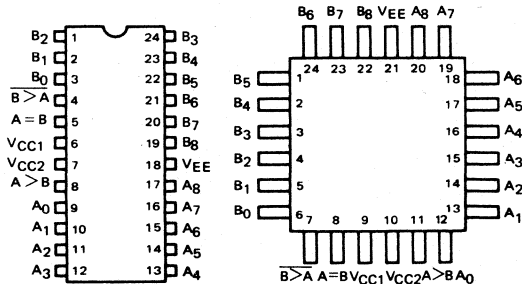 B2 1 24 B3
B1 2 23 B4
B0 3 22 B5
B>A 4 21 B6
A=B 5 20 B7
VCC1 6 19 B8
VCC2 7 18 VEE
A>B 8 17 A8
A0 9 16 A7
A1 10 15 A6
A2 11 14 A5
A3 12 13 A4
B6 B7 B8 VEE A8 A7
24 23 22 21 20 19
B5 1 18 A6
B4 2 17 A5
B3 3 16 A4
B2 4 15 A3
B1 5 14 A2
B0 6 13 A1
7 8 9 10 11 12
B>A A=B VCC1 VCC2 A>B A0